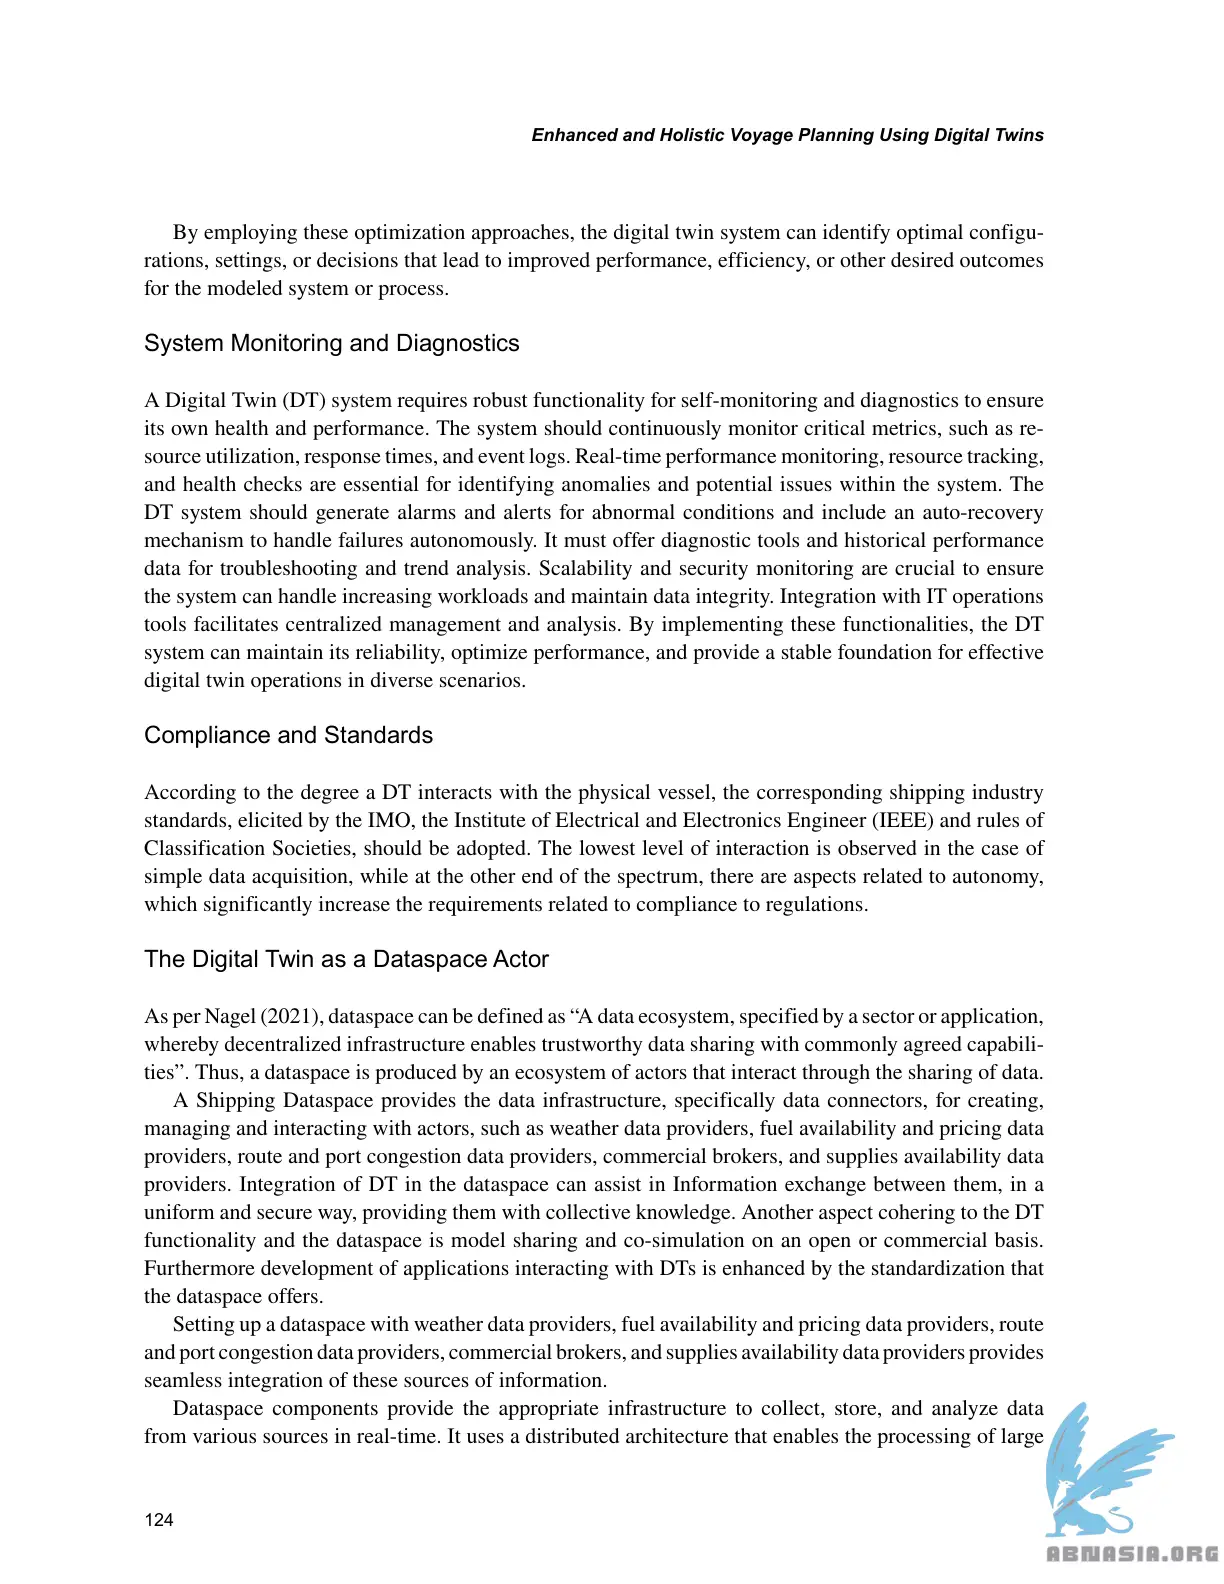 Enhanced and Holistic Voyage Planning Using Digital Twins
By employing these optimization approaches, the digital twin system can identify optimal configu-
rations, settings, or decisions that lead to improved performance, efficiency, or other desired outcomes
for the modeled system or process.
System Monitoring and Diagnostics
A Digital Twin (DT) system requires robust functionality for self-monitoring and diagnostics to ensure
its own health and performance. The system should continuously monitor critical metrics, such as re-
source utilization, response times, and event logs. Real-time performance monitoring, resource tracking,
and health checks are essential for identifying anomalies and potential issues within the system. The
DT system should generate alarms and alerts for abnormal conditions and include an auto-recovery
mechanism to handle failures autonomously. It must offer diagnostic tools and historical performance
data for troubleshooting and trend analysis. Scalability and security monitoring are crucial to ensure
the system can handle increasing workloads and maintain data integrity. Integration with IT operations
tools facilitates centralized management and analysis. By implementing these functionalities, the DT
system can maintain its reliability, optimize performance, and provide a stable foundation for effective
digital twin operations in diverse scenarios.
Compliance and Standards
According to the degree a DT interacts with the physical vessel, the corresponding shipping industry
standards, elicited by the IMO, the Institute of Electrical and Electronics Engineer (IEEE) and rules of
Classification Societies, should be adopted. The lowest level of interaction is observed in the case of
simple data acquisition, while at the other end of the spectrum, there are aspects related to autonomy,
which significantly increase the requirements related to compliance to regulations.
The Digital Twin as a Dataspace Actor
As per Nagel (2021), dataspace can be defined as “A data ecosystem, specified by a sector or application,
whereby decentralized infrastructure enables trustworthy data sharing with commonly agreed capabili-
ties”. Thus, a dataspace is produced by an ecosystem of actors that interact through the sharing of data.
A Shipping Dataspace provides the data infrastructure, specifically data connectors, for creating,
managing and interacting with actors, such as weather data providers, fuel availability and pricing data
providers, route and port congestion data providers, commercial brokers, and supplies availability data
providers. Integration of DT in the dataspace can assist in Information exchange between them, in a
uniform and secure way, providing them with collective knowledge. Another aspect cohering to the DT
functionality and the dataspace is model sharing and co-simulation on an open or commercial basis.
Furthermore development of applications interacting with DTs is enhanced by the standardization that
the dataspace offers.
Setting up a dataspace with weather data providers, fuel availability and pricing data providers, route
and port congestion data providers, commercial brokers, and supplies availability data providers provides
seamless integration of these sources of information.
Dataspace components provide the appropriate infrastructure to collect, store, and analyze data
from various sources in real-time. It uses a distributed architecture that enables the processing of large
124
ABNASIA.ORG